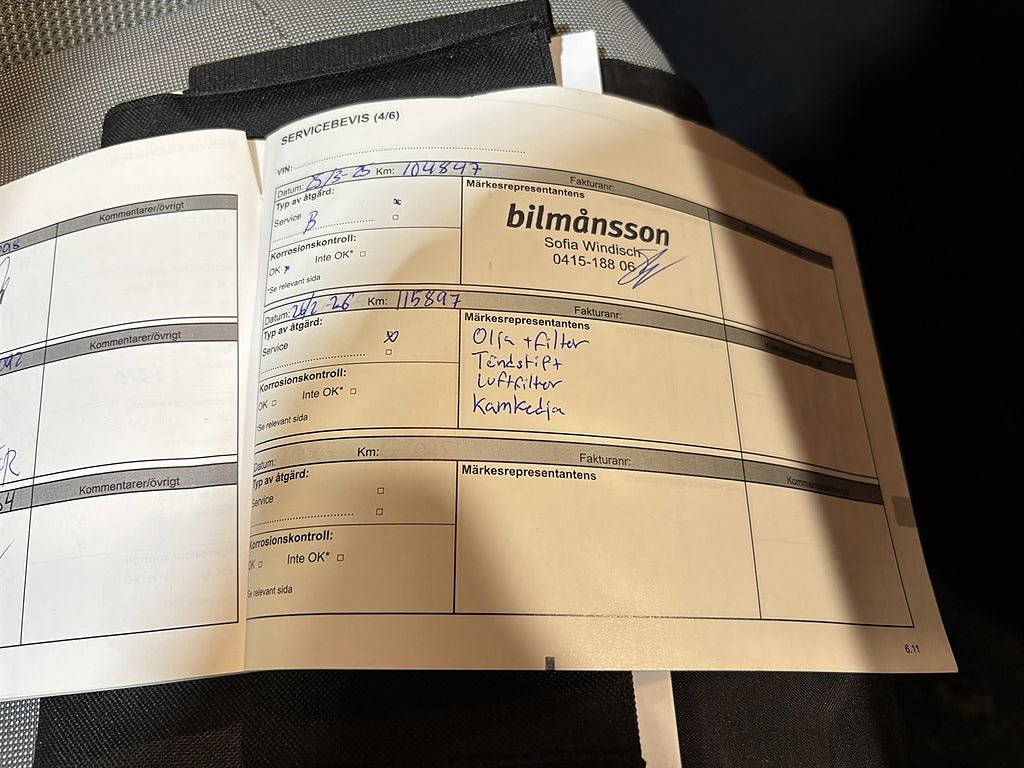 SERVICEBEVIS (4/6)
VIN:
Datum: 25/3-25 Km: 104847 Fakturanr:
Typ av åtgärd:
Service
B
Korrosionskontroll:
OK Inte OK*
*Se relevant sida
Märkesrepresentantens
bilmånsson
Sofia Windisch
0415-188 06
Datum: 26/2-26 Km: 115897 Fakturanr:
Typ av åtgärd:
Service
Korrosionskontroll:
OK Inte OK*
*Se relevant sida
Märkesrepresentantens
Olja + filter
Tändstift
Luftfilter
Kamkedja
Datum: Km: Fakturanr:
Typ av åtgärd:
Service
Korrosionskontroll:
OK Inte OK*
Se relevant sida
Märkesrepresentantens
6.11
Kommentarer/övrigt
Kommentarer/övrigt
Kommentarer/övrigt